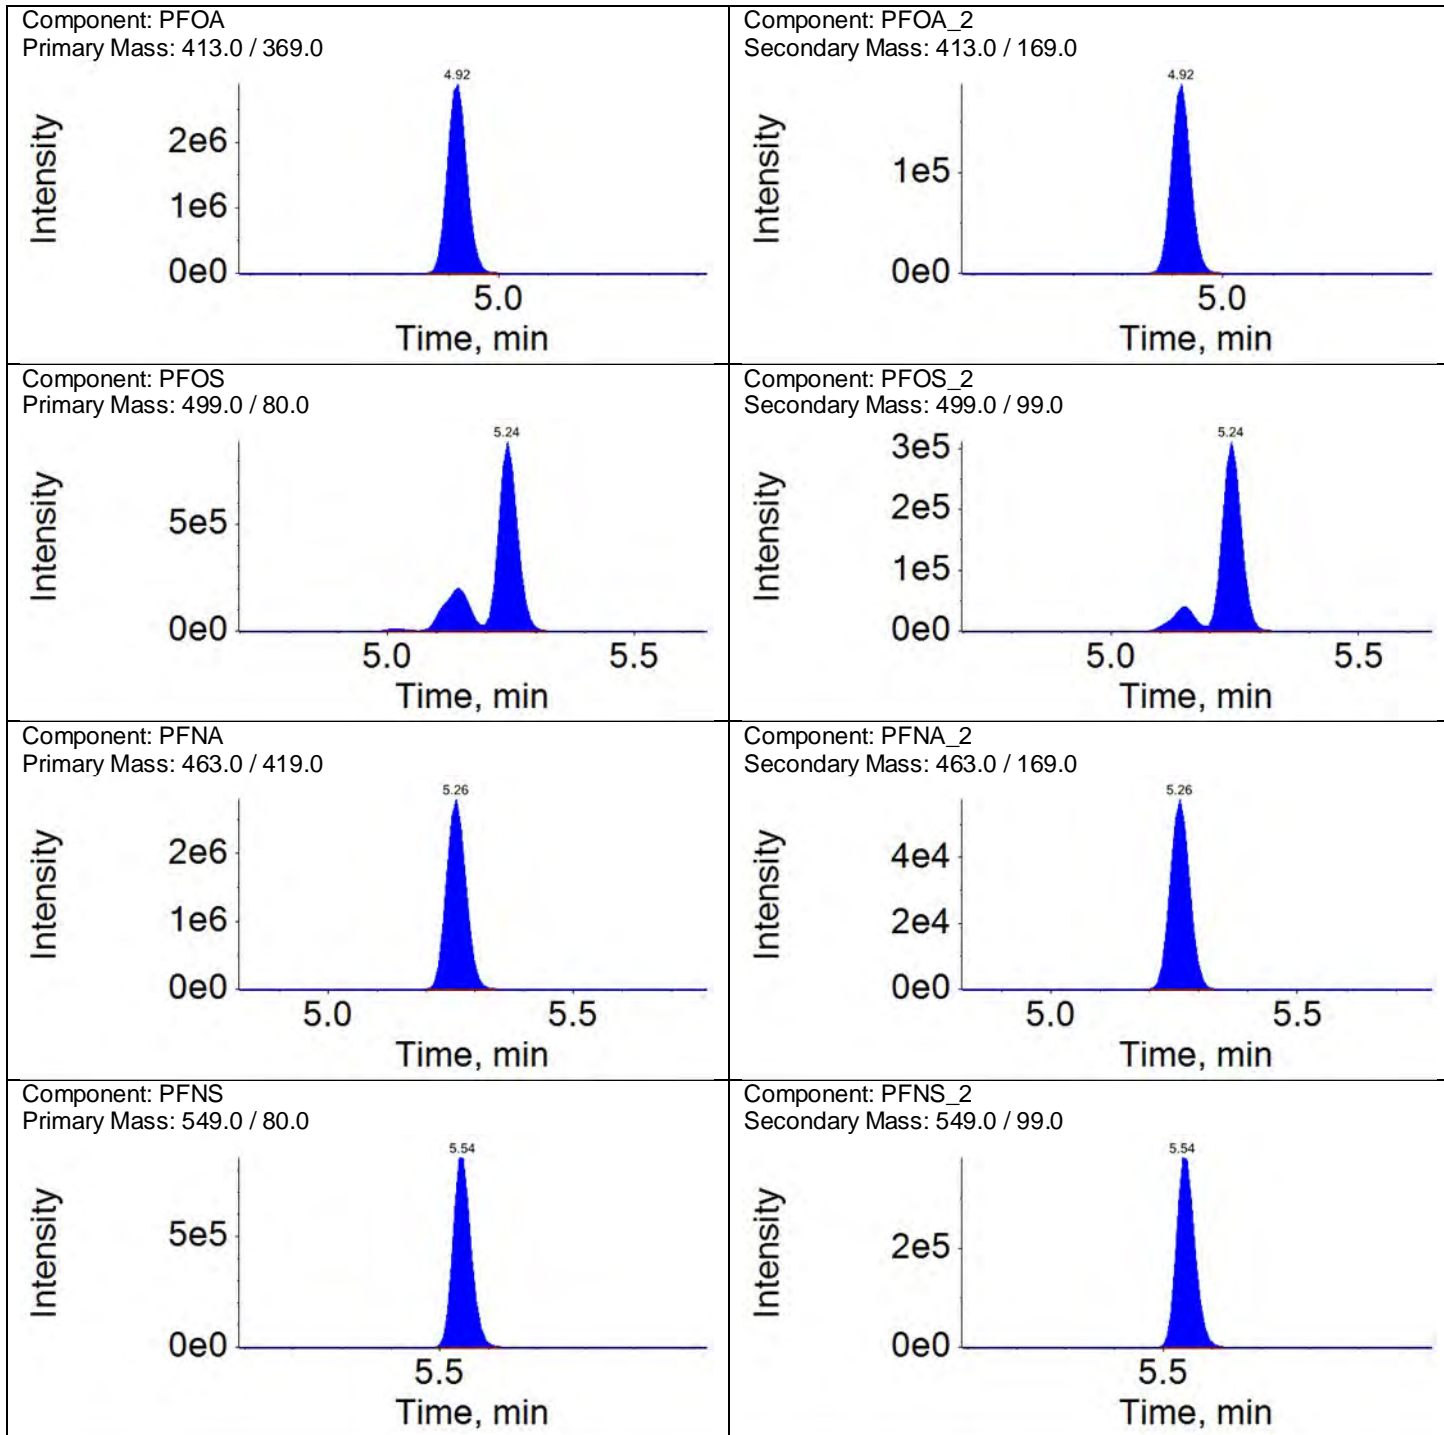 Component: PFOA
Primary Mass: 413.0 / 369.0
4.92
Intensity
2e6
1e6
0e0
5.0
Time, min
Component: PFOA_2
Secondary Mass: 413.0 / 169.0
4.92
Intensity
1e5
0e0
5.0
Time, min
Component: PFOS
Primary Mass: 499.0 / 80.0
5.24
Intensity
5e5
0e0
5.0 5.5
Time, min
Component: PFOS_2
Secondary Mass: 499.0 / 99.0
5.24
Intensity
3e5
2e5
1e5
0e0
5.0 5.5
Time, min
Component: PFNA
Primary Mass: 463.0 / 419.0
5.26
Intensity
2e6
1e6
0e0
5.0 5.5
Time, min
Component: PFNA_2
Secondary Mass: 463.0 / 169.0
5.26
Intensity
4e4
2e4
0e0
5.0 5.5
Time, min
Component: PFNS
Primary Mass: 549.0 / 80.0
5.54
Intensity
5e5
0e0
5.5
Time, min
Component: PFNS_2
Secondary Mass: 549.0 / 99.0
5.54
Intensity
2e5
0e0
5.5
Time, min